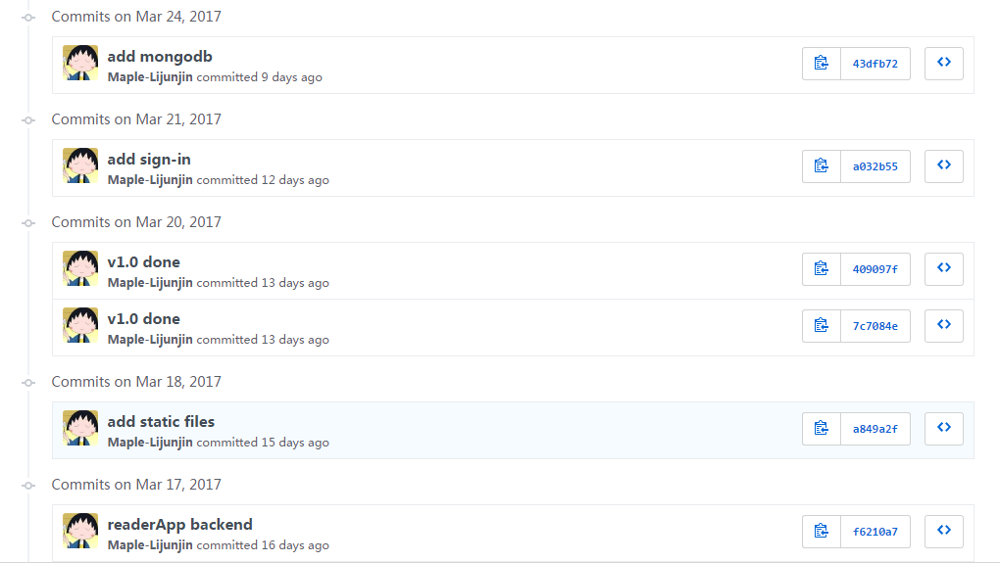 Commits on Mar 24, 2017
add mongodb
Maple-Lijunjin committed 9 days ago
43dfb72
Commits on Mar 21, 2017
add sign-in
Maple-Lijunjin committed 12 days ago
a032b55
Commits on Mar 20, 2017
v1.0 done
Maple-Lijunjin committed 13 days ago
409097f
v1.0 done
Maple-Lijunjin committed 13 days ago
7c7084e
Commits on Mar 18, 2017
add static files
Maple-Lijunjin committed 15 days ago
a849a2f
Commits on Mar 17, 2017
readerApp backend
Maple-Lijunjin committed 16 days ago
f6210a7